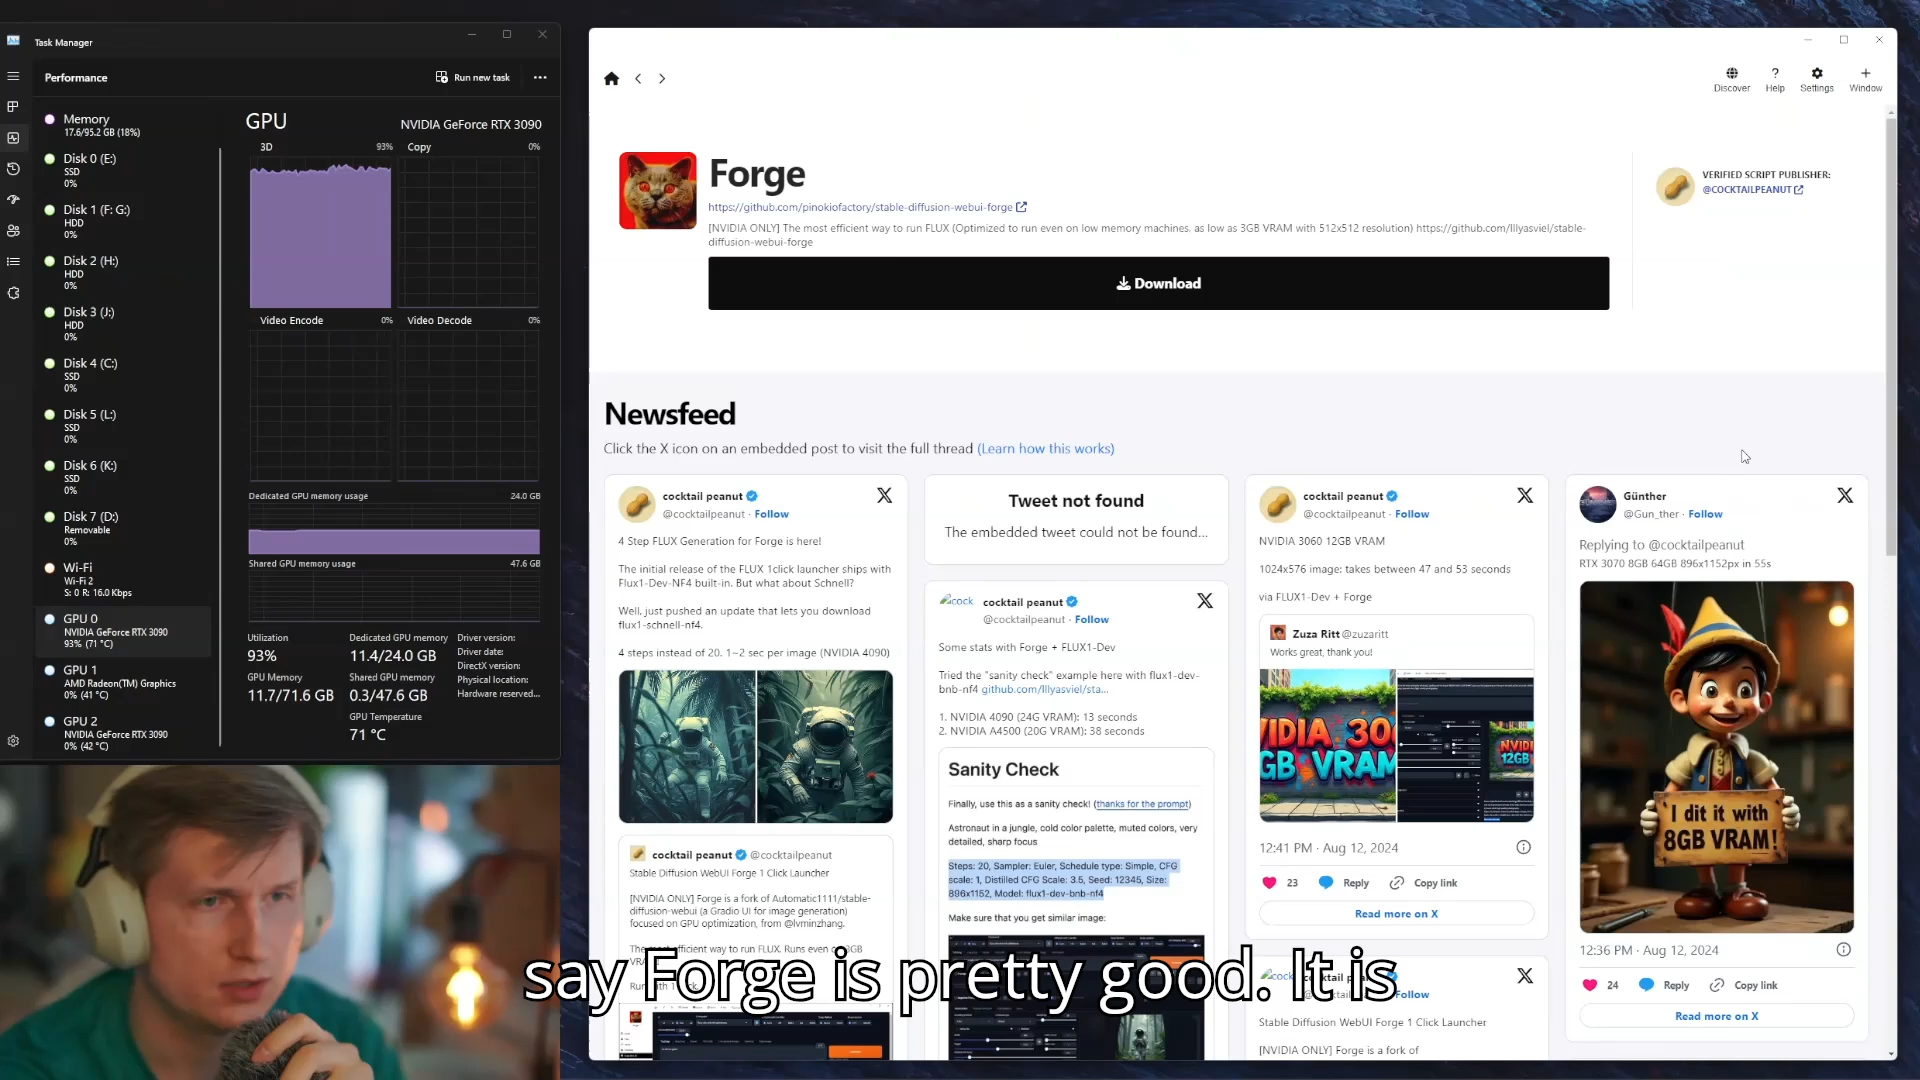 Task Manager
Performance
Run new task
Memory
17.6/95.2 GB (18%)
Disk 0 (E:)
SSD
0%
Disk 1 (F: G:)
HDD
0%
Disk 2 (H:)
HDD
0%
Disk 3 (J:)
HDD
0%
Disk 4 (C:)
SSD
0%
Disk 5 (L:)
SSD
0%
Disk 6 (K:)
SSD
0%
Disk 7 (D:)
Removable
0%
Wi-Fi
Wi-Fi 2
S: 0 R: 16.0 Kbps
GPU 0
NVIDIA GeForce RTX 3090
93% (71 °C)
GPU 1
AMD Radeon(TM) Graphics
0% (41 °C)
GPU 2
NVIDIA GeForce RTX 3090
0% (42 °C)
GPU
NVIDIA GeForce RTX 3090
3D 93% Copy 0%
Video Encode 0% Video Decode 0%
Dedicated GPU memory usage 24.0 GB
Shared GPU memory usage 47.6 GB
Utilization
93%
GPU Memory
11.7/71.6 GB
Dedicated GPU memory
11.4/24.0 GB
Shared GPU memory
0.3/47.6 GB
GPU Temperature
71 °C
Driver version:
Driver date:
DirectX version:
Physical location:
Hardware reserved...
Discover
Help
Settings
Window
Forge
https://github.com/pinokiofactory/stable-diffusion-webui-forge
[NVIDIA ONLY] The most efficient way to run FLUX (Optimized to run even on low memory machines. as low as 3GB VRAM with 512x512 resolution) https://github.com/lllyasviel/stable-
diffusion-webui-forge
Download
VERIFIED SCRIPT PUBLISHER:
@COCKTAILPEANUT
Newsfeed
Click the X icon on an embedded post to visit the full thread (Learn how this works)
cocktail peanut
@cocktailpeanut · Follow
4 Step FLUX Generation for Forge is here!
The initial release of the FLUX 1click launcher ships with
Flux1-Dev-NF4 built-in. But what about Schnell?
Well, just pushed an update that lets you download
flux1-schnell-nf4.
4 steps instead of 20. 1~2 sec per image (NVIDIA 4090)
cocktail peanut @cocktailpeanut
Stable Diffusion WebUI Forge 1 Click Launcher
[NVIDIA ONLY] Forge is a fork of Automatic1111/stable-
diffusion-webui (a Gradio UI for image generation)
focused on GPU optimization, from @lvminzhang.
Tweet not found
The embedded tweet could not be found...
cock
cocktail peanut
@cocktailpeanut · Follow
Some stats with Forge + FLUX1-Dev
Tried the "sanity check" example here with flux1-dev-
bnb-nf4 github.com/lllyasviel/sta...
1. NVIDIA 4090 (24G VRAM): 13 seconds
2. NVIDIA A4500 (20G VRAM): 38 seconds
Sanity Check
Finally, use this as a sanity check! (thanks for the prompt)
Astronaut in a jungle, cold color palette, muted colors, very
detailed, sharp focus
Steps: 20, Sampler: Euler, Schedule type: Simple, CFG
scale: 1, Distilled CFG Scale: 3.5, Seed: 12345, Size:
896x1152, Model: flux1-dev-bnb-nf4
Make sure that you get similar image:
cocktail peanut
@cocktailpeanut · Follow
NVIDIA 3060 12GB VRAM
1024x576 image: takes between 47 and 53 seconds
via FLUX1-Dev + Forge
Zuza Ritt @zuzaritt
Works great, thank you!
12:41 PM · Aug 12, 2024
23 Reply Copy link
Read more on X
Follow
Stable Diffusion WebUI Forge 1 Click Launcher
[NVIDIA ONLY] Forge is a fork of
Günther
@Gun_ther · Follow
Replying to @cocktailpeanut
RTX 3070 8GB 64GB 896x1152px in 55s
I dit it with
8GB VRAM!
12:36 PM · Aug 12, 2024
24 Reply Copy link
Read more on X
say Forge is pretty good. It is